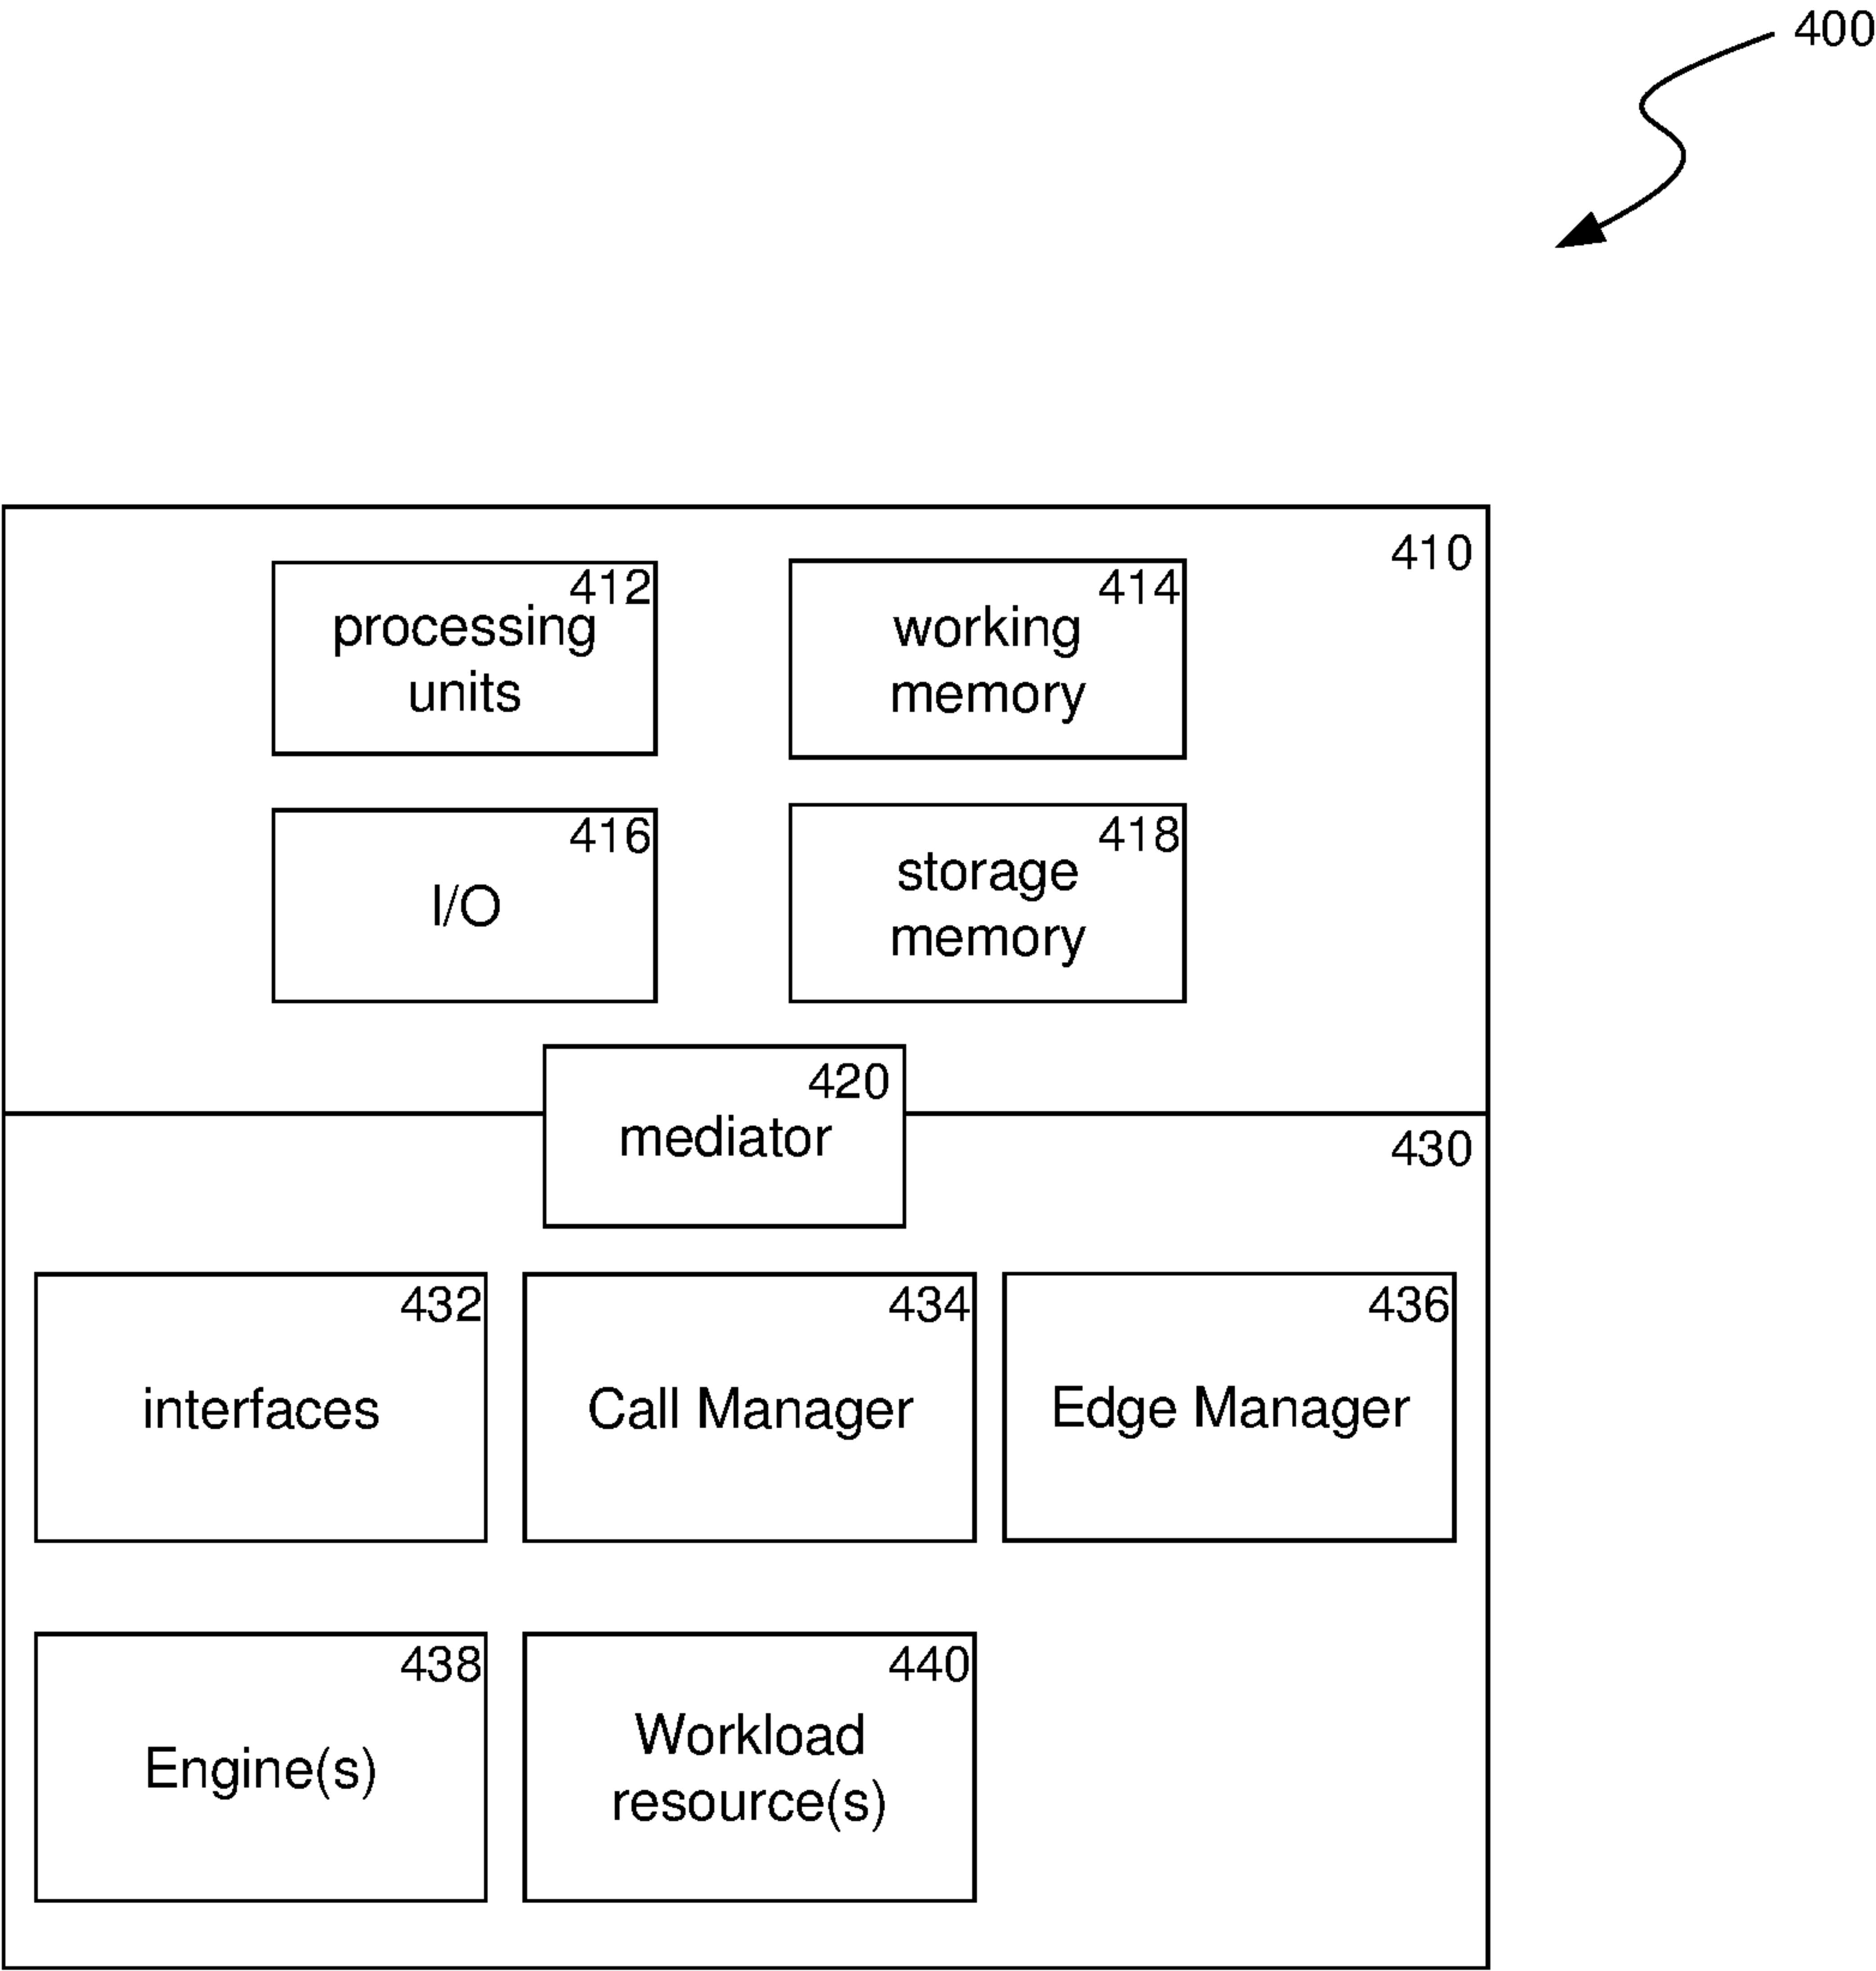 400
410
412
processing
units
414
working
memory
416
I/O
418
storage
memory
420
mediator
430
432
interfaces
434
Call Manager
436
Edge Manager
438
Engine(s)
440
Workload
resource(s)